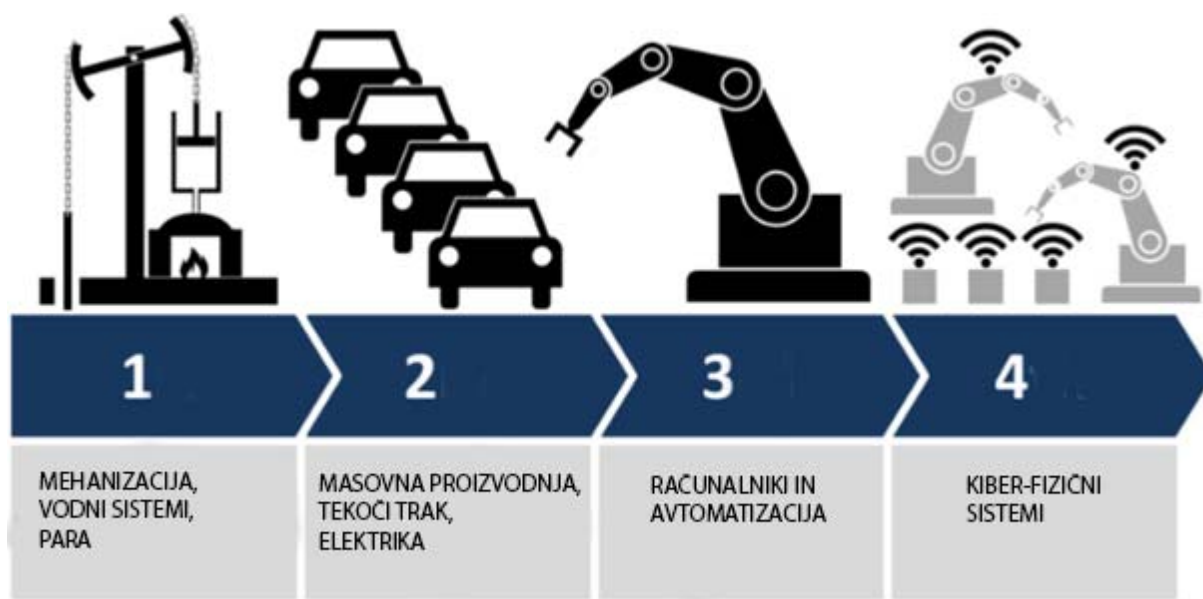 1
2
3
4
MEHANIZACIJA,
VODNI SISTEMI,
PARA
MASOVNA PROIZVODNJA,
TEKOČI TRAK,
ELEKTRIKA
RAČUNALNIKI IN
AVTOMATIZACIJA
KIBER-FIZIČNI
SISTEMI